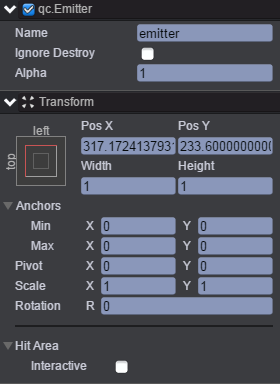 qc.Emitter
Name emitter
Ignore Destroy
Alpha 1
Transform
left
top
Pos X Pos Y
317.172413793 233.6000000000
Width Height
1 1
Anchors
Min X 0 Y 0
Max X 0 Y 0
Pivot X 0 Y 0
Scale X 1 Y 1
Rotation R 0
Hit Area
Interactive